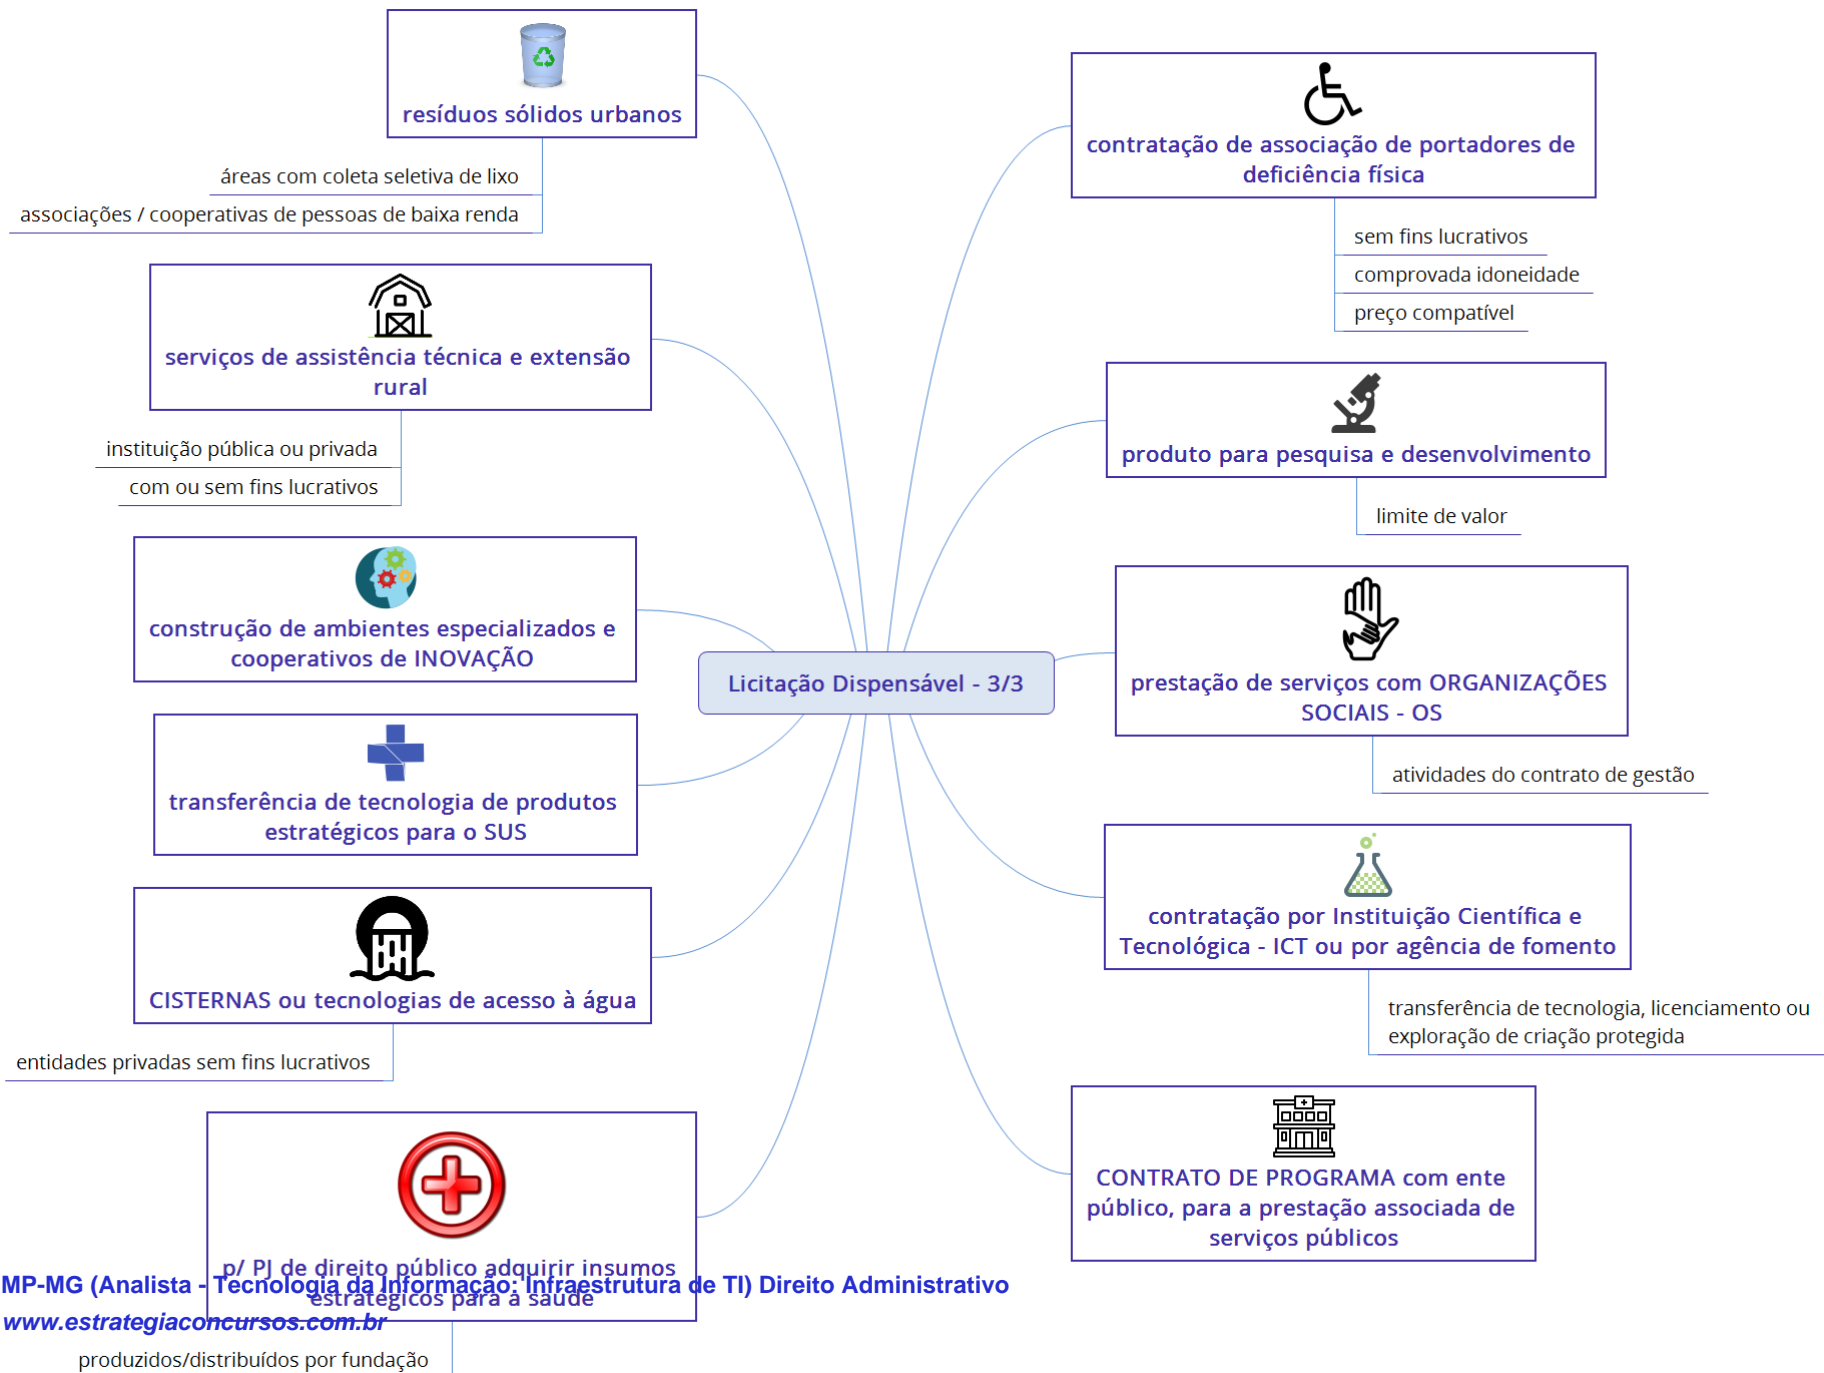 resíduos sólidos urbanos
áreas com coleta seletiva de lixo
associações / cooperativas de pessoas de baixa renda
serviços de assistência técnica e extensão
rural
instituição pública ou privada
com ou sem fins lucrativos
construção de ambientes especializados e
cooperativos de INOVAÇÃO
transferência de tecnologia de produtos
estratégicos para o SUS
CISTERNAS ou tecnologias de acesso à água
entidades privadas sem fins lucrativos
p/ PJ de direito público adquirir insumos
estratégicos para a saúde
produzidos/distribuídos por fundação
Licitação Dispensável - 3/3
contratação de associação de portadores de
deficiência física
sem fins lucrativos
comprovada idoneidade
preço compatível
produto para pesquisa e desenvolvimento
limite de valor
prestação de serviços com ORGANIZAÇÕES
SOCIAIS - OS
atividades do contrato de gestão
contratação por Instituição Científica e
Tecnológica - ICT ou por agência de fomento
transferência de tecnologia, licenciamento ou
exploração de criação protegida
CONTRATO DE PROGRAMA com ente
público, para a prestação associada de
serviços públicos
MP-MG (Analista - Tecnologia da Informação: Infraestrutura de TI) Direito Administrativo
www.estrategiaconcursos.com.br